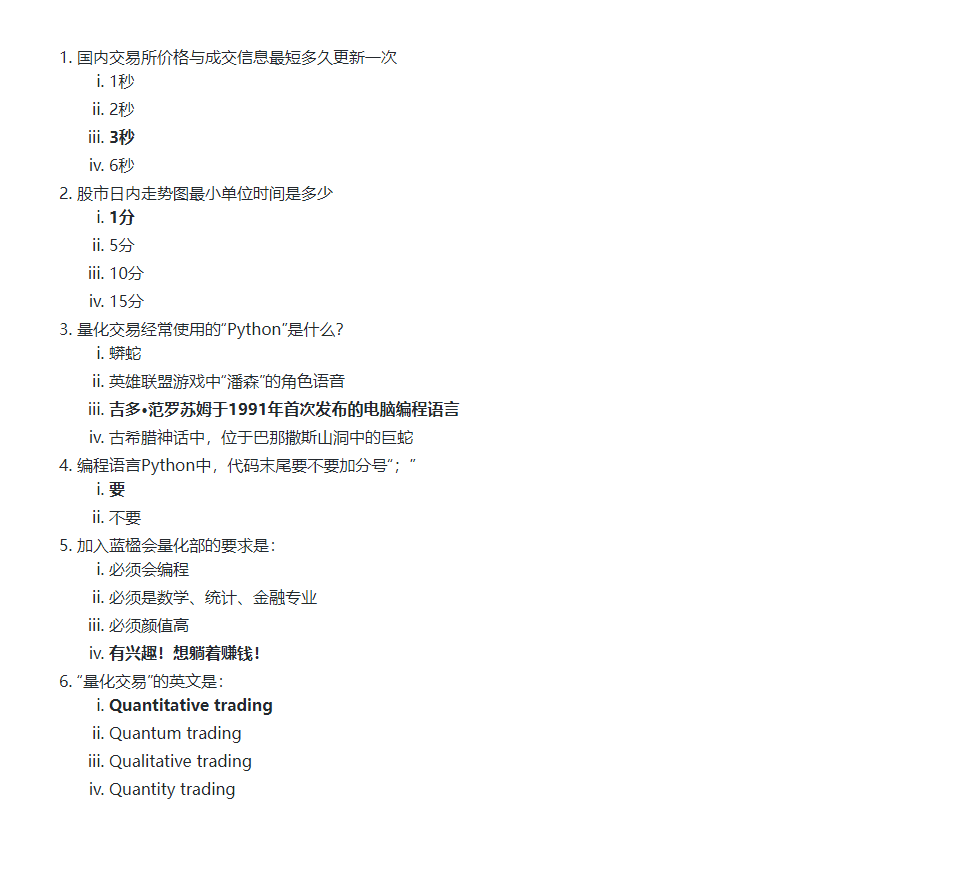 1. 国内交易所价格与成交信息最短多久更新一次
i. 1秒
ii. 2秒
iii. 3秒
iv. 6秒
2. 股市日内走势图最小单位时间是多少
i. 1分
ii. 5分
iii. 10分
iv. 15分
3. 量化交易经常使用的“Python”是什么?
i. 蟒蛇
ii. 英雄联盟游戏中“潘森”的角色语音
iii. 吉多•范罗苏姆于1991年首次发布的电脑编程语言
iv. 古希腊神话中，位于巴那撒斯山洞中的巨蛇
4. 编程语言Python中，代码末尾要不要加分号“；”
i. 要
ii. 不要
5. 加入蓝楹会量化部的要求是：
i. 必须会编程
ii. 必须是数学、统计、金融专业
iii. 必须颜值高
iv. 有兴趣！想躺着赚钱！
6. “量化交易”的英文是：
i. Quantitative trading
ii. Quantum trading
iii. Qualitative trading
iv. Quantity trading